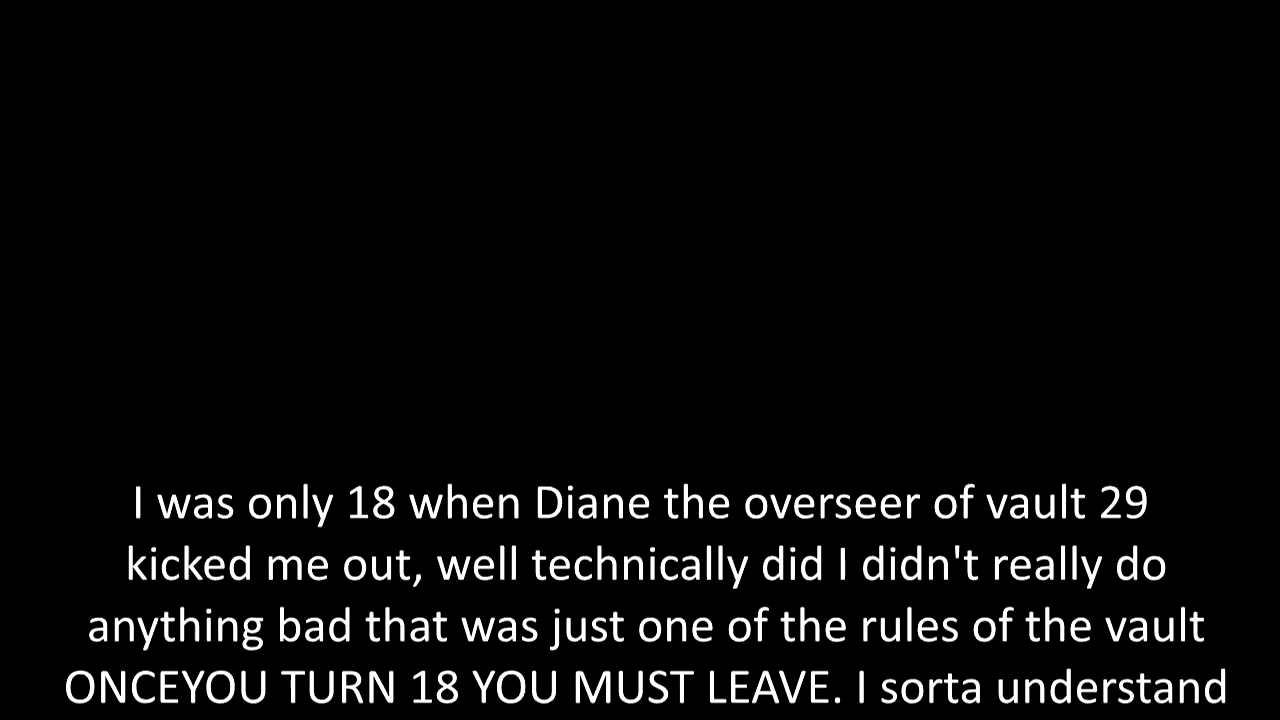 I was only 18 when Diane the overseer of vault 29
kicked me out, well technically did I didn't really do
anything bad that was just one of the rules of the vault
ONCEYOU TURN 18 YOU MUST LEAVE. I sorta understand